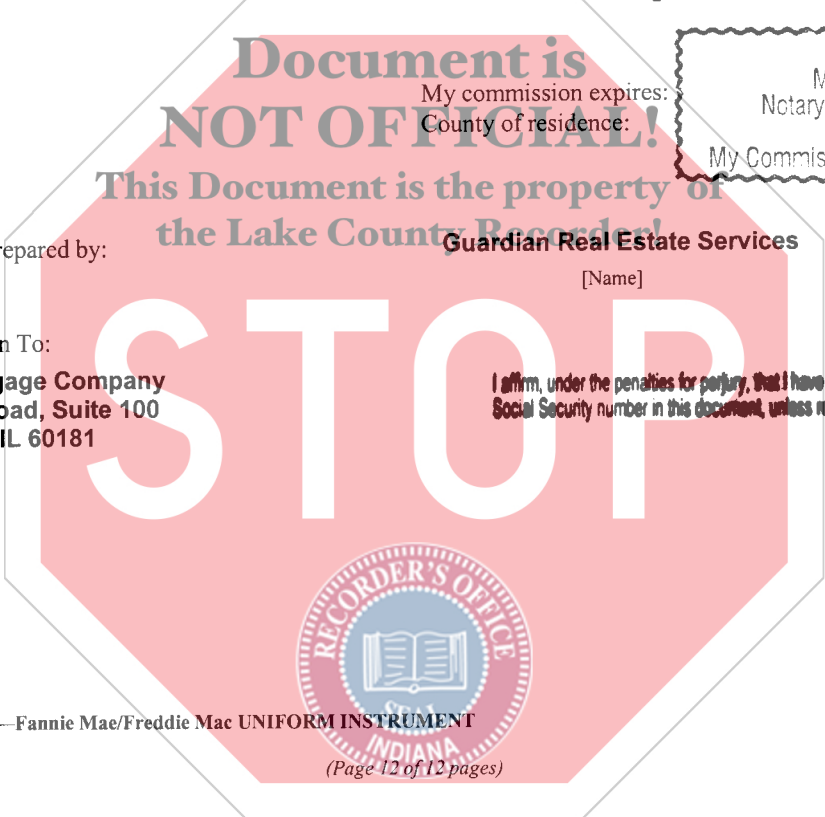 Document is
My commission expires:
Notary
NOT OFFICIAL!
County of residence:
My Commis
This Document is the property of
the Lake County Recorder!
repared by:
Guardian Real Estate Services
[Name]
STOP
n To:
gage Company
oad, Suite 100
IL 60181
I affirm, under the penalties for perjury, that I have
Social Security number in this document, unless r
RECORDER'S OFFICE
SEAL
INDIANA
—Fannie Mae/Freddie Mac UNIFORM INSTRUMENT
(Page 12 of 12 pages)